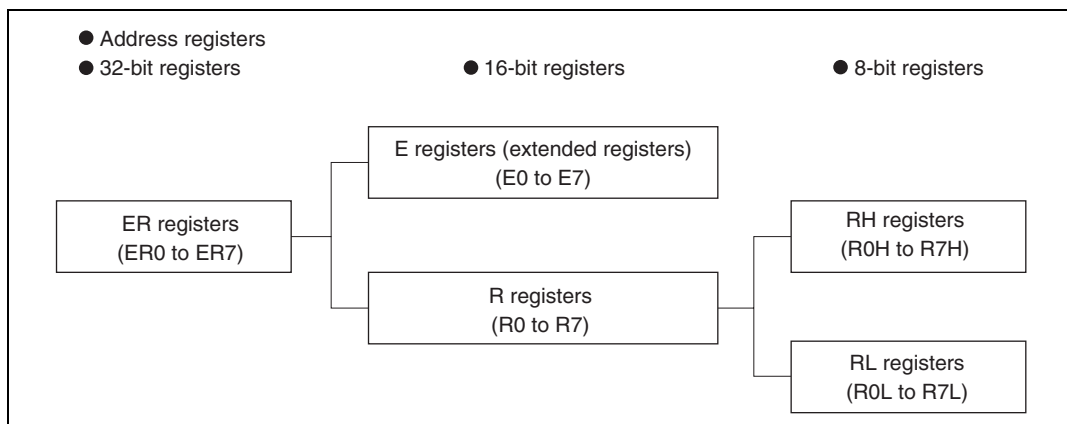 ● Address registers
● 32-bit registers
● 16-bit registers
● 8-bit registers
E registers (extended registers)
(E0 to E7)
ER registers
(ER0 to ER7)
RH registers
(R0H to R7H)
R registers
(R0 to R7)
RL registers
(R0L to R7L)